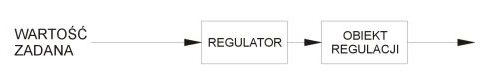 WARTOŚĆ
ZADANA
REGULATOR
OBIEKT
REGULACJI